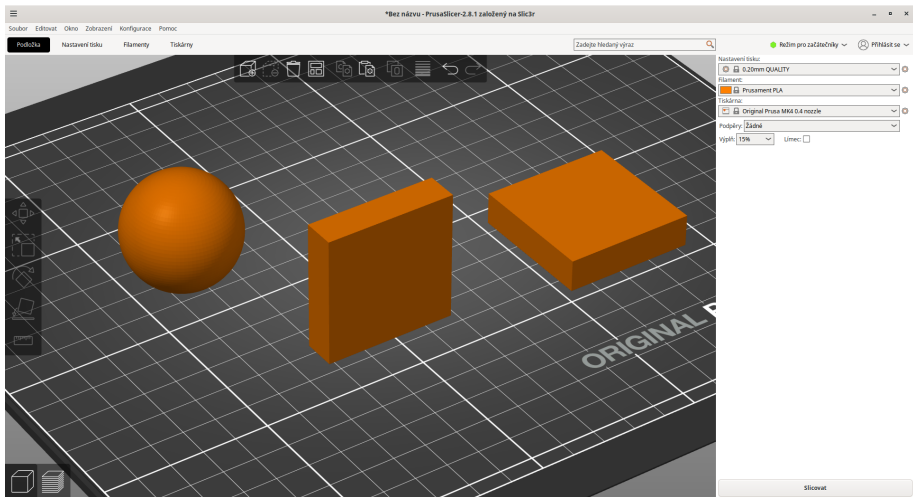 *Bez názvu - PrusaSlicer-2.8.1 založený na Slic3r
Soubor Editovat Okno Zobrazení Konfigurace Pomoc
Podložka Nastavení tisku Filamenty Tiskárny Zadejte hledaný výraz Režim pro začátečníky Přihlásit se
Nastavení tisku:
0.20mm QUALITY
Filament:
Prusament PLA
Tiskárna:
Original Prusa MK4 0.4 nozzle
Podpěry: Žádné
Výplň: 15% Límec:
ORIGINAL
Slicovat